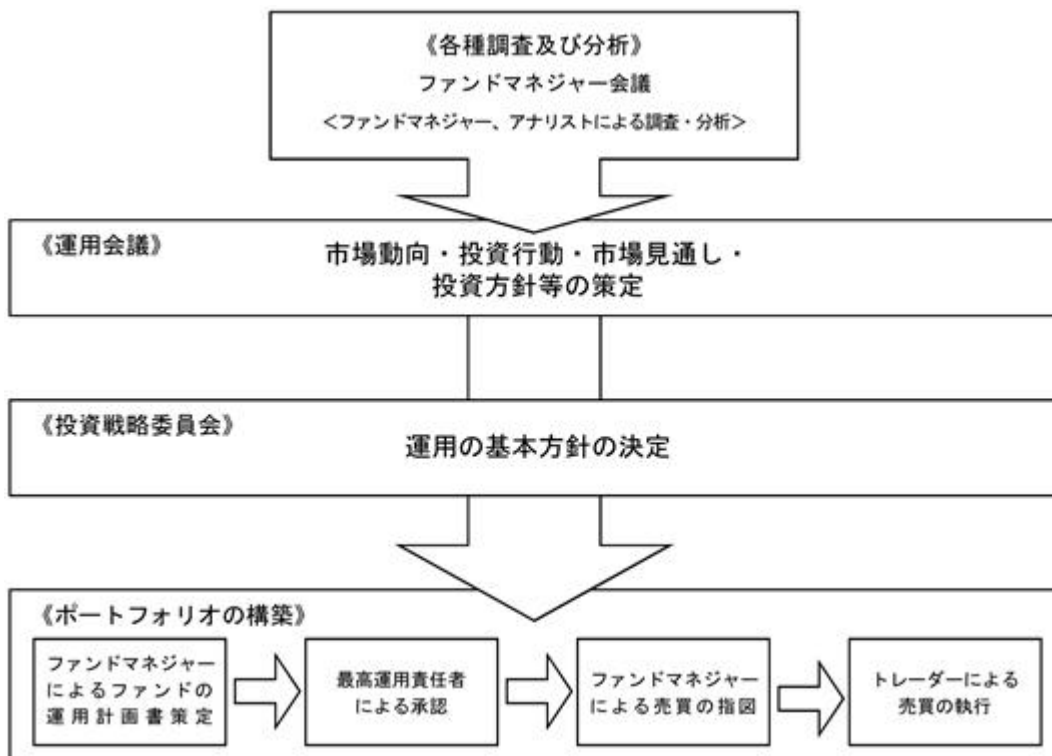 《各種調査及び分析》
ファンドマネジャー会議
＜ファンドマネジャー、アナリストによる調査・分析＞
《運用会議》
市場動向・投資行動・市場見通し・
投資方針等の策定
《投資戦略委員会》
運用の基本方針の決定
《ポートフォリオの構築》
ファンドマネジャー
によるファンドの
運用計画書策定
最高運用責任者
による承認
ファンドマネジャー
による売買の指図
トレーダーによる
売買の執行